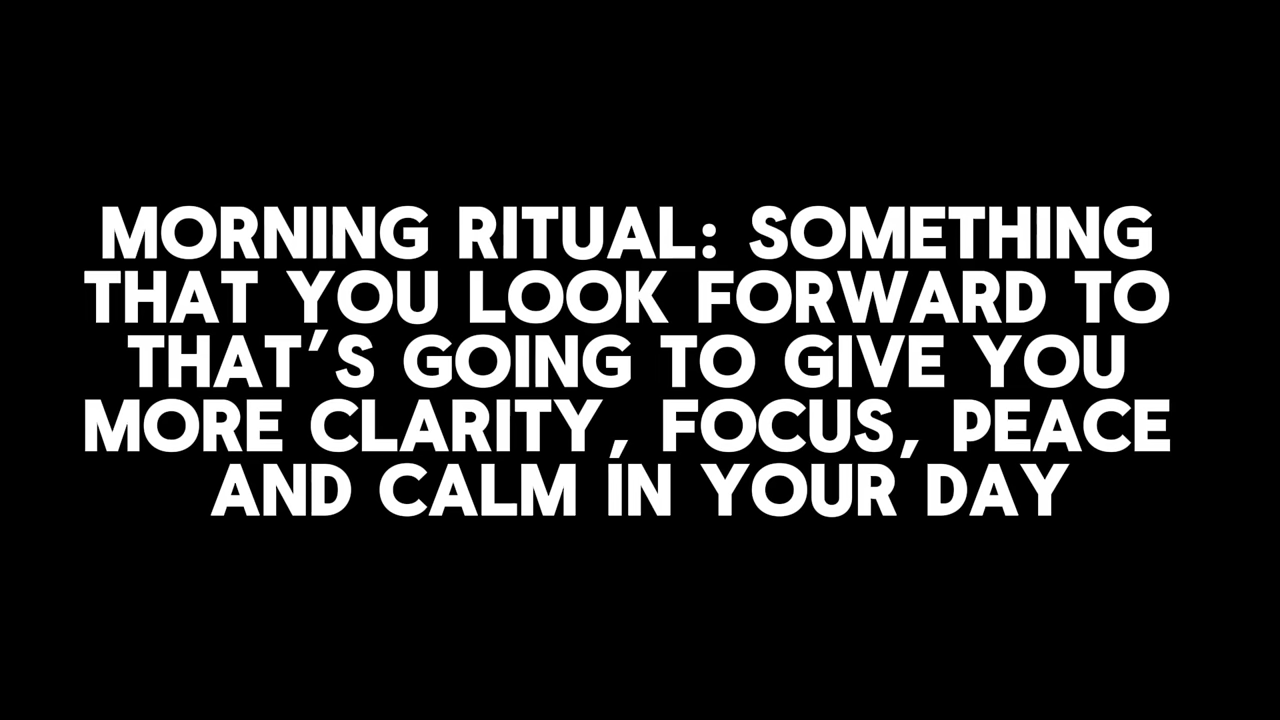 MORNING RITUAL: SOMETHING
THAT YOU LOOK FORWARD TO
THAT'S GOING TO GIVE YOU
MORE CLARITY, FOCUS, PEACE
AND CALM IN YOUR DAY